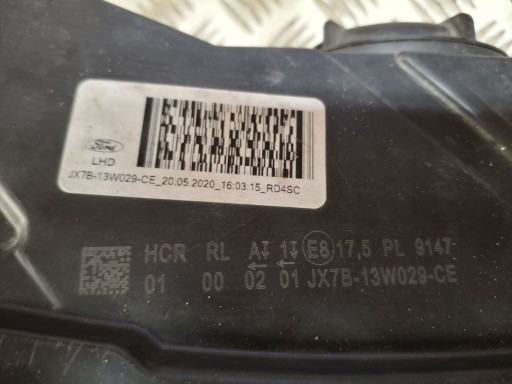 Ford
LHD
JX7B-13W029-CE_20.05.2020_16:03:15_RD4SC
HCR RL A 1 E8 17,5 PL 9147
01 00 02 01 JX7B-13W029-CE